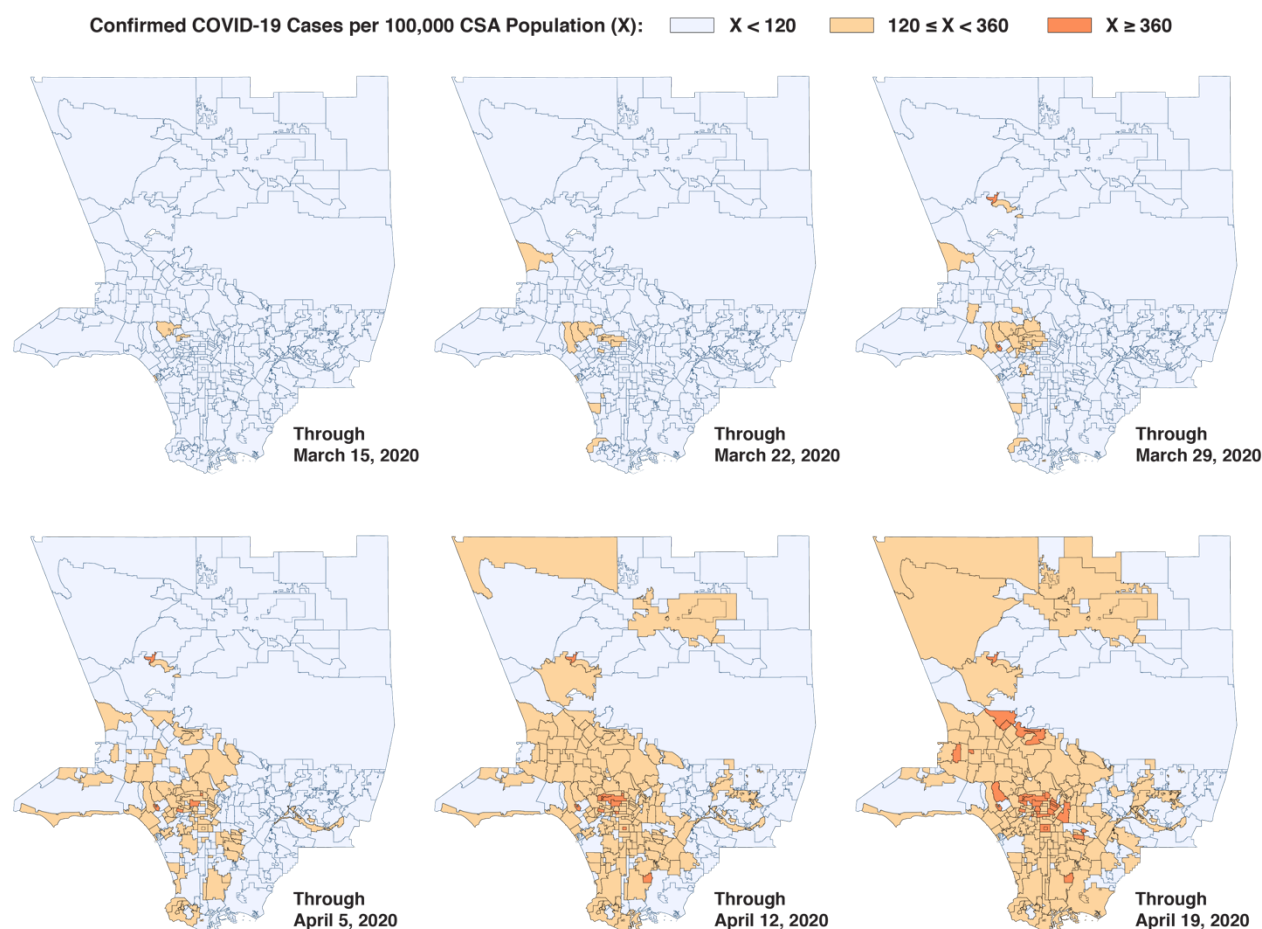 Confirmed COVID-19 Cases per 100,000 CSA Population (X): X < 120 120 ≤ X < 360 X ≥ 360
Through
March 15, 2020
Through
March 22, 2020
Through
March 29, 2020
Through
April 5, 2020
Through
April 12, 2020
Through
April 19, 2020